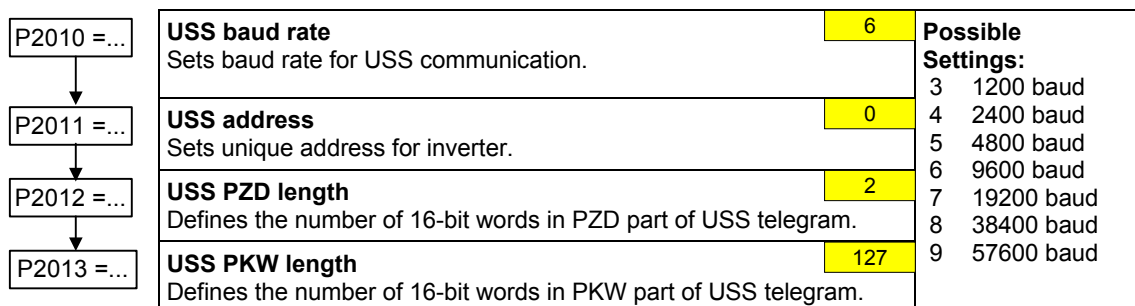 P2010 =...
USS baud rate 6
Sets baud rate for USS communication.
P2011 =...
USS address 0
Sets unique address for inverter.
P2012 =...
USS PZD length 2
Defines the number of 16-bit words in PZD part of USS telegram.
P2013 =...
USS PKW length 127
Defines the number of 16-bit words in PKW part of USS telegram.
Possible
Settings:
3 1200 baud
4 2400 baud
5 4800 baud
6 9600 baud
7 19200 baud
8 38400 baud
9 57600 baud